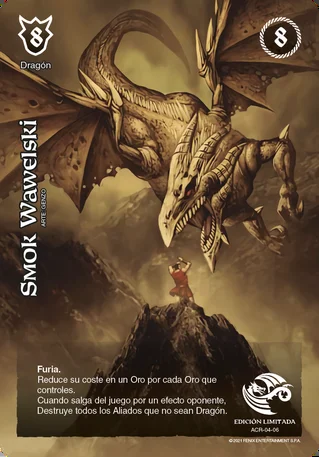 8
8
Dragón
Smok Wawelski
ARTE: GENZO
Furia.
Reduce su coste en un Oro por cada Oro que
controles.
Cuando salga del juego por un efecto oponente,
Destruye todos los Aliados que no sean Dragón.
EDICIÓN LIMITADA
ACR-04-06
©2021 FENIX ENTERTAINMENT S.P.A.